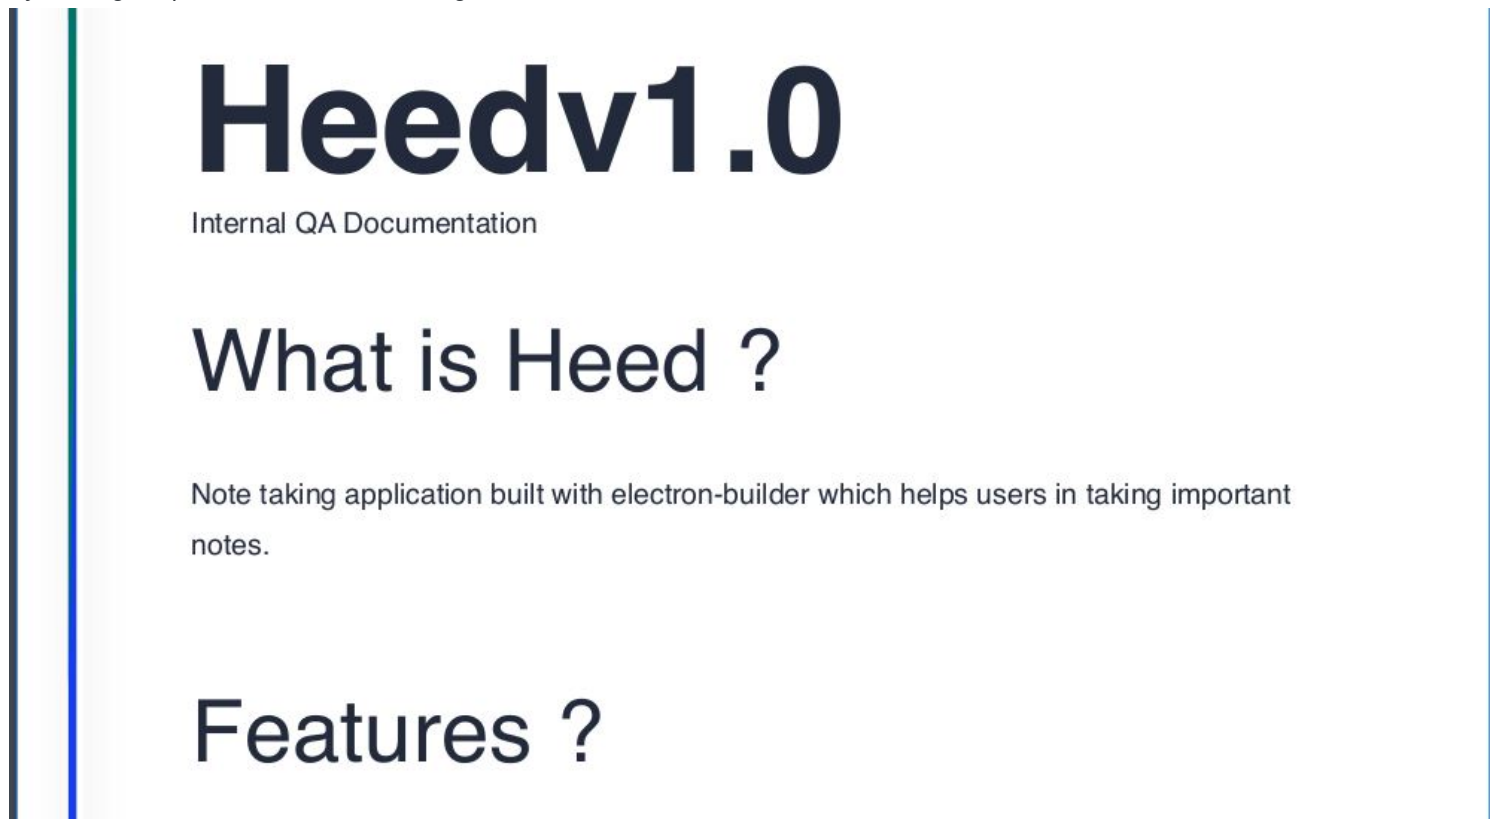 Heedv1.0
Internal QA Documentation
What is Heed ?
Note taking application built with electron-builder which helps users in taking important
notes.
Features ?